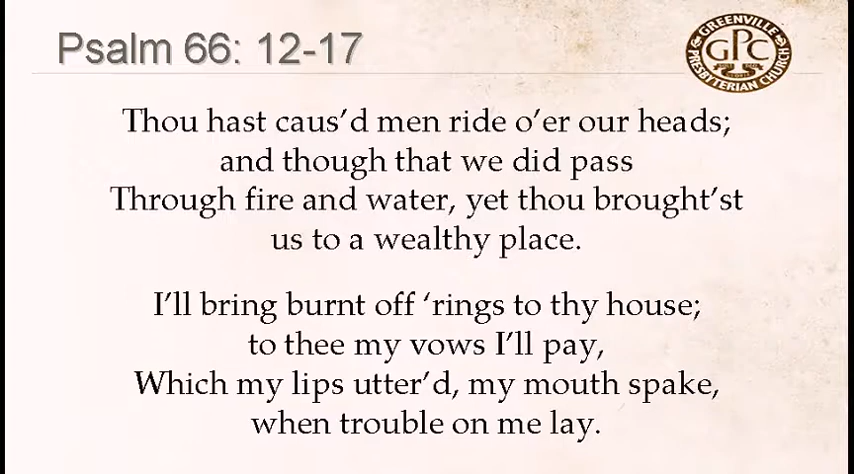 Psalm 66: 12-17
GREENVILLE
GPC
PRESBYTERIAN CHURCH
Thou hast caus’d men ride o’er our heads;
and though that we did pass
Through fire and water, yet thou brought’st
us to a wealthy place.
I’ll bring burnt off ‘rings to thy house;
to thee my vows I’ll pay,
Which my lips utter’d, my mouth spake,
when trouble on me lay.